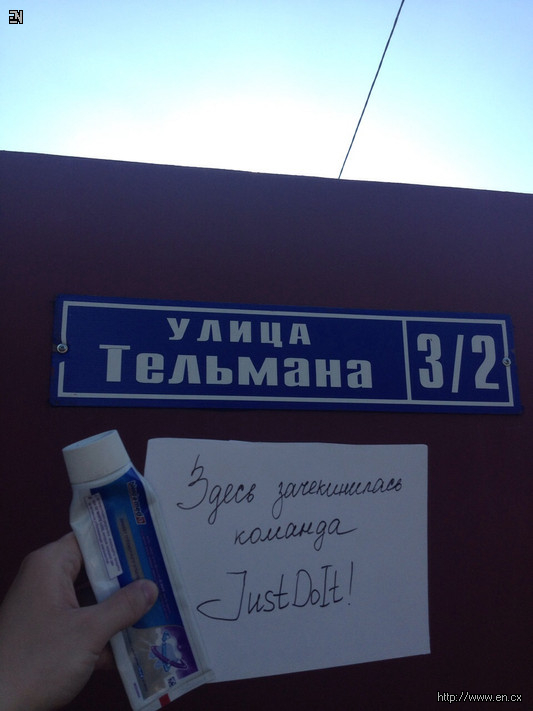 EN
УЛИЦА
Тельмана
3/2
Здесь зачекинилась
команда
JustDoIt!
http://www.en.cx